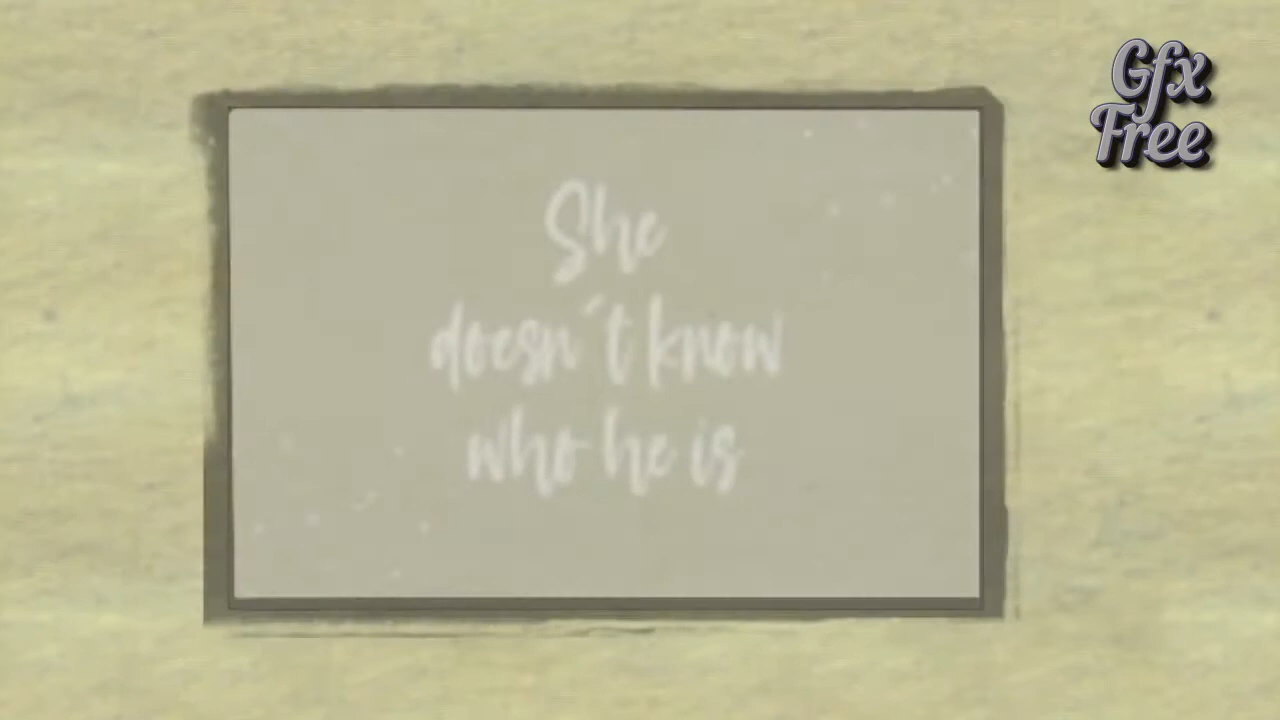 She
doesn´t know
who he is
Gfx
Free